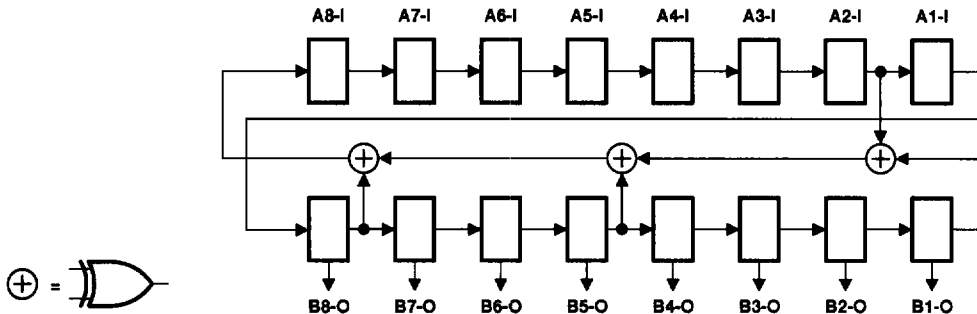 A8-I A7-I A6-I A5-I A4-I A3-I A2-I A1-I
=
B8-O B7-O B6-O B5-O B4-O B3-O B2-O B1-O